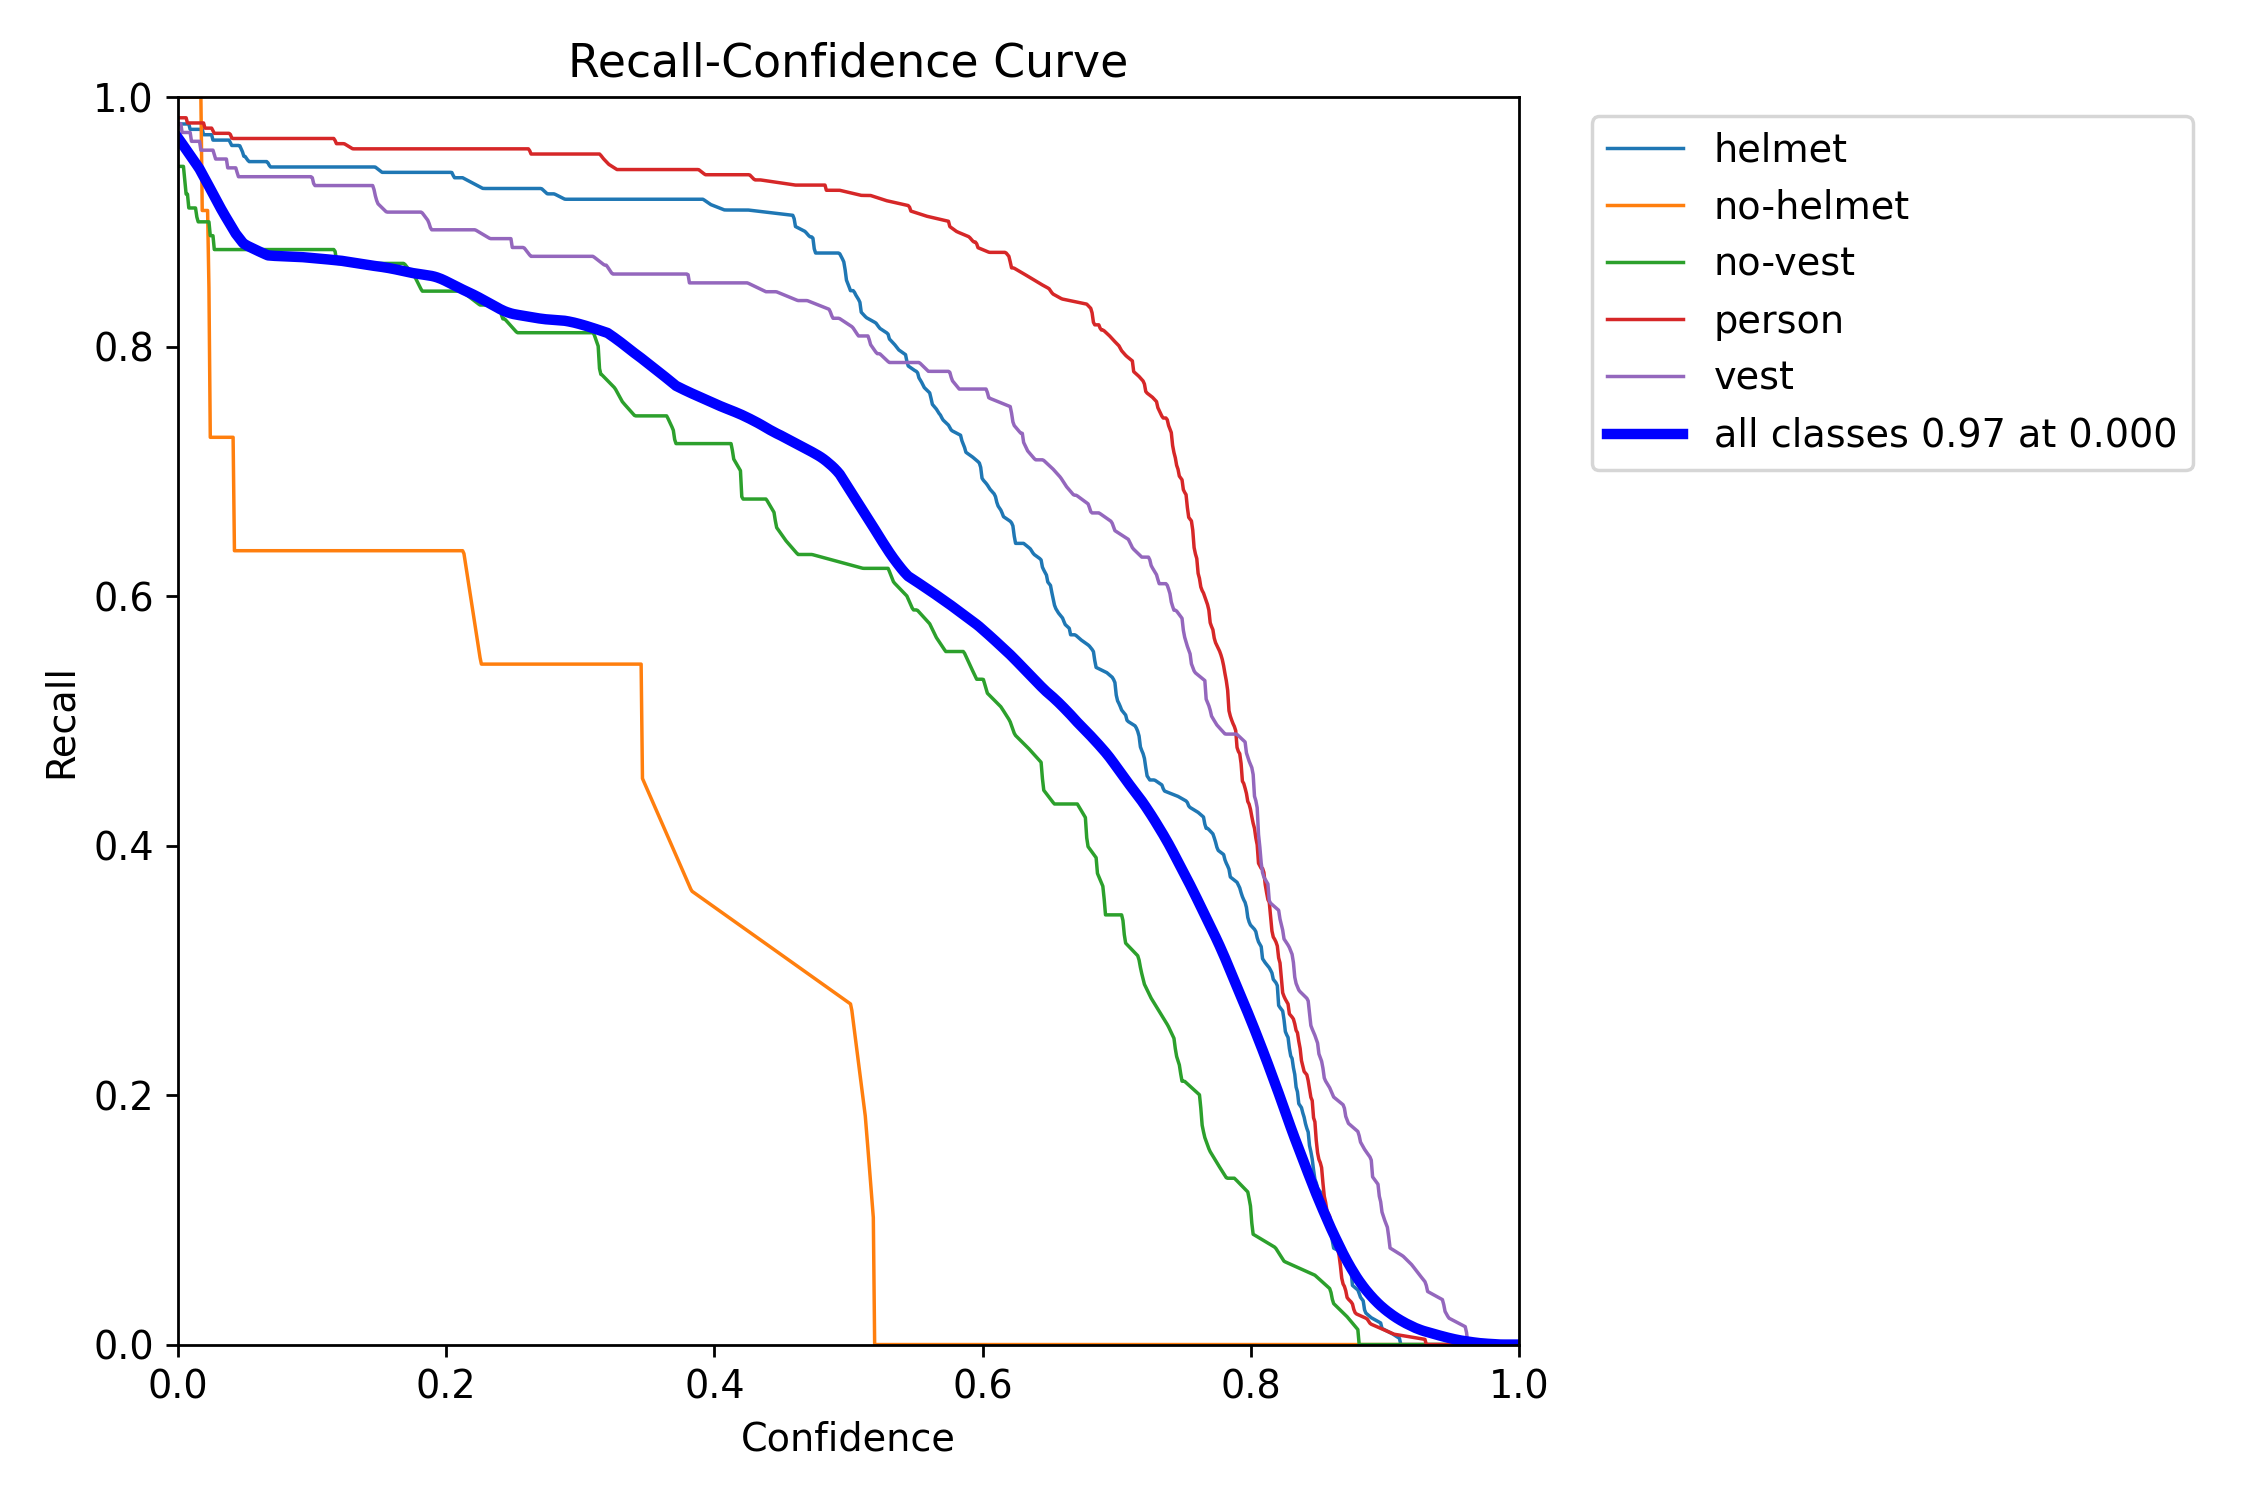 Recall-Confidence Curve
1.0
0.8
0.6
0.4
0.2
0.0
Recall
0.0 0.2 0.4 0.6 0.8 1.0
Confidence
helmet
no-helmet
no-vest
person
vest
all classes 0.97 at 0.000